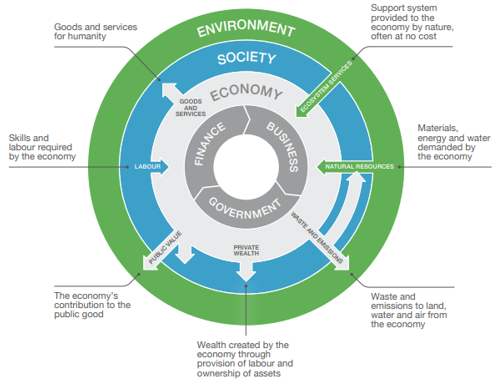 Goods and services
for humanity
Support system
provided to the
economy by nature,
often at no cost
ENVIRONMENT
SOCIETY
ECONOMY
ECOSYSTEM SERVICES
GOODS
AND
SERVICES
FINANCE
BUSINESS
GOVERNMENT
Skills and
labour required
by the economy
LABOUR
NATURAL RESOURCES
Materials,
energy and water
demanded by
the economy
PUBLIC VALUE
PRIVATE
WEALTH
WASTE AND EMISSIONS
The economy's
contribution to the
public good
Waste and
emissions to land,
water and air from
the economy
Wealth created by the
economy through
provision of labour and
ownership of assets